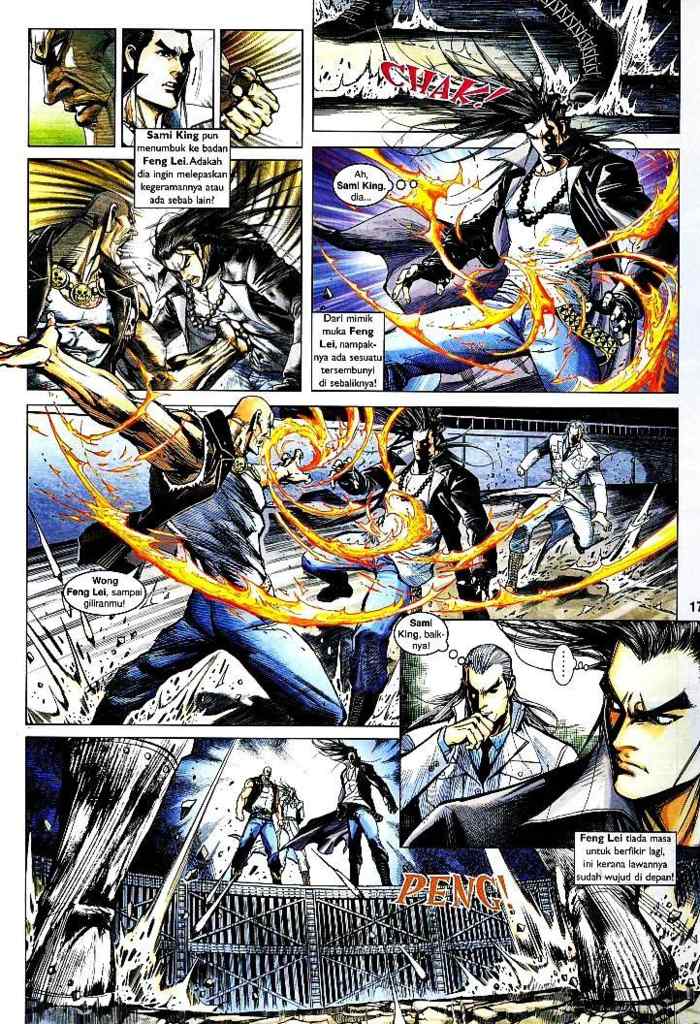 Sami King pun
menumbuk ke badan
Feng Lei. Adakah
dia ingin melepaskan
kegeramannya atau
ada sebab lain?
CHAK!
Ah,
Sami King,
dia...
Dari mimik
muka Feng
Lei, nampak-
nya ada sesuatu
tersembunyi di
sebaliknya!
Wong
Feng Lei, sampai
giliranmu!
17
Sami
King, baik-
nya!
......
Feng Lei tiada masa
untuk berfikir lagi,
ini kerana lawannya
sudah wujud di depan!
PENG!